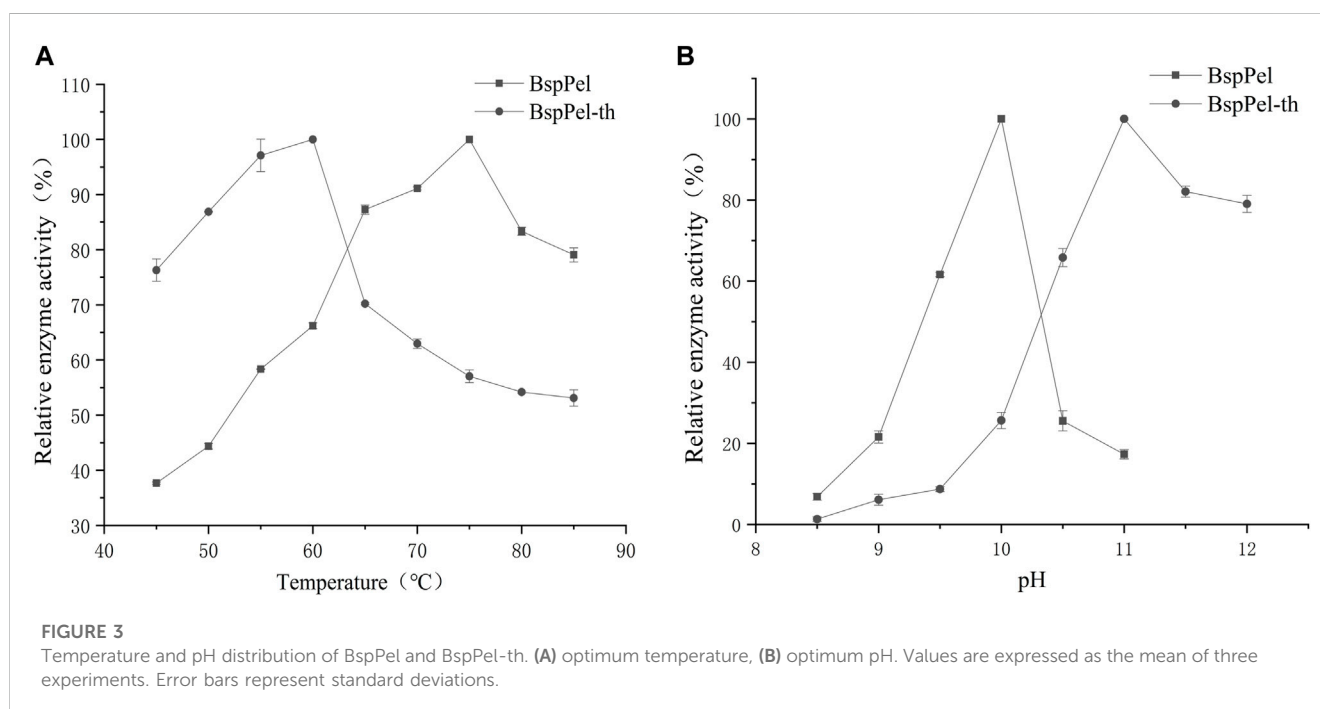 A
BspPel
BspPel-th
110
100
90
80
70
60
50
40
30
Relative enzyme activity（%）
40 50 60 70 80 90
Temperature（℃）
B
BspPel
BspPel-th
100
80
60
40
20
0
Relative enzyme activity（%）
8 9 10 11 12
pH
FIGURE 3
Temperature and pH distribution of BspPel and BspPel-th. (A) optimum temperature, (B) optimum pH. Values are expressed as the mean of three
experiments. Error bars represent standard deviations.